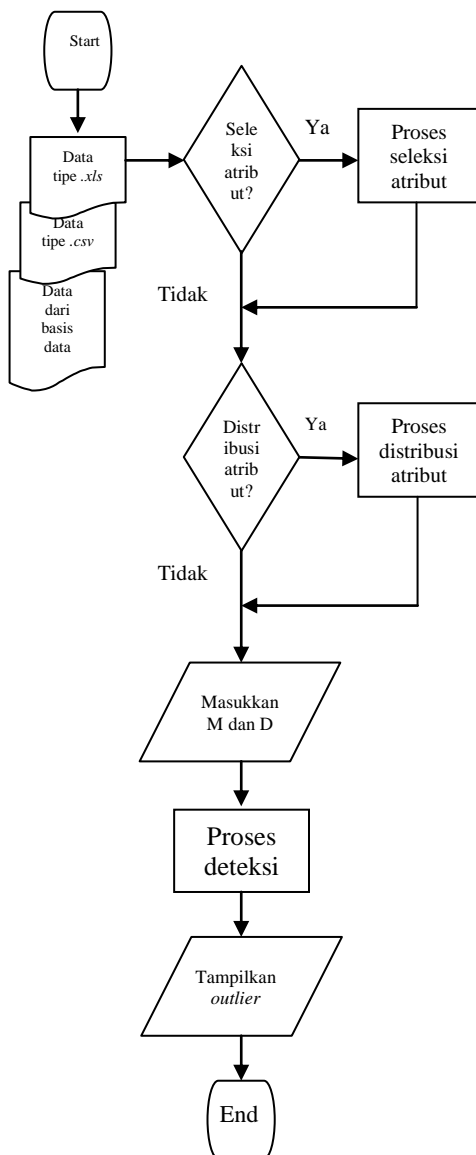 Start
Data
tipe .xls
Data
tipe .csv
Data
dari
basis
data
Sele
ksi
atrib
ut?
Ya
Proses
seleksi
atribut
Tidak
Distr
ibusi
atrib
ut?
Ya
Proses
distribusi
atribut
Tidak
Masukkan
M dan D
Proses
deteksi
Tampilkan
outlier
End